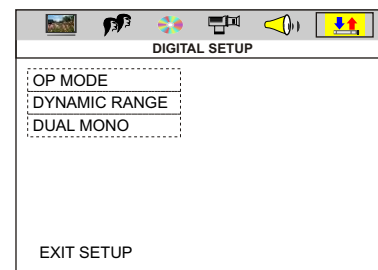 DIGITAL SETUP
OP MODE
DYNAMIC RANGE
DUAL MONO
EXIT SETUP